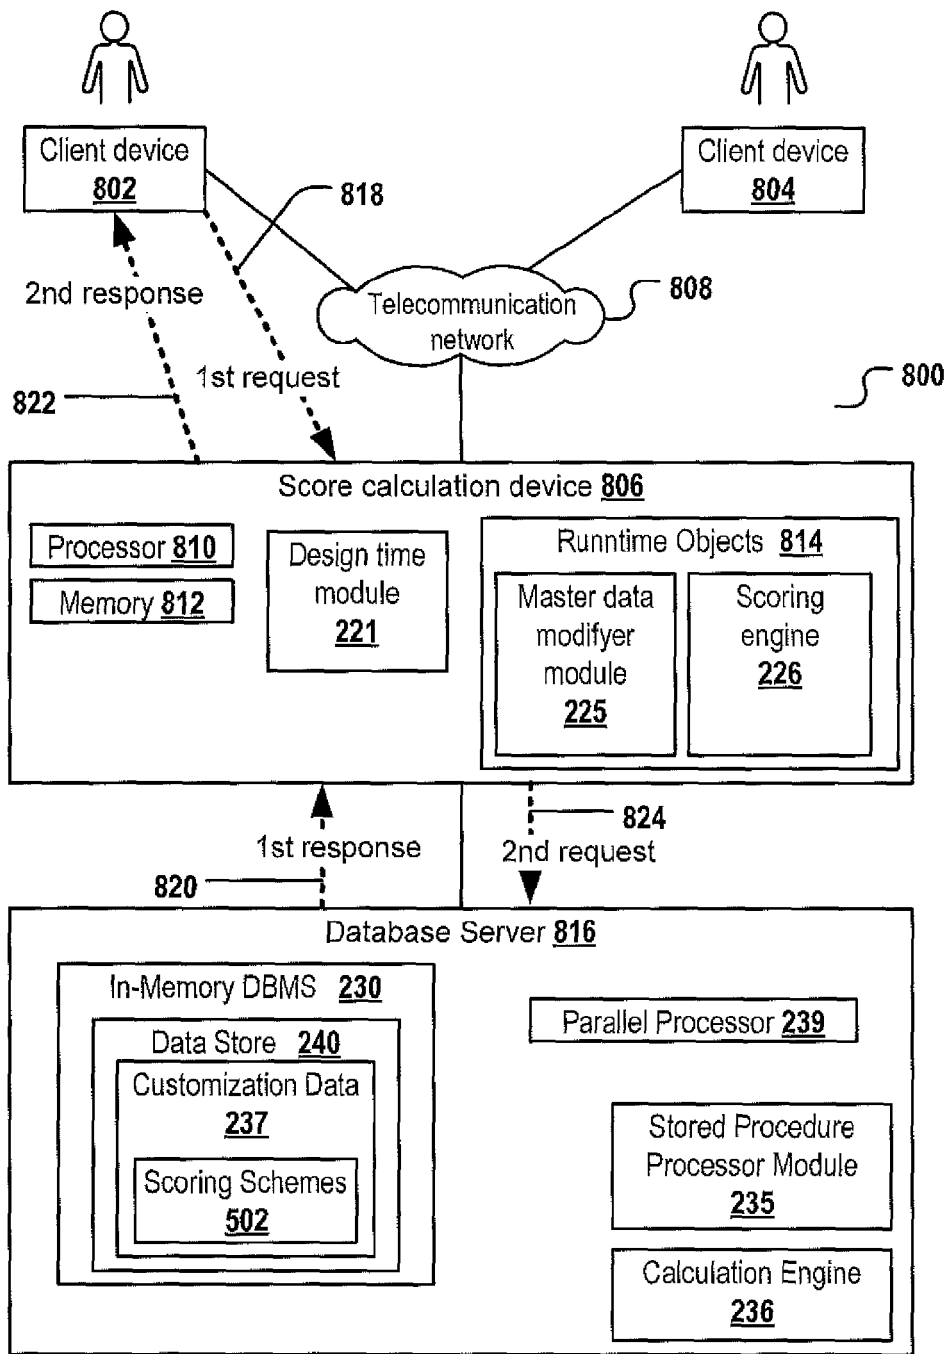 Client device
802
Client device
804
818
2nd response
Telecommunication
network
808
1st request
822
800
Score calculation device 806
Processor 810
Memory 812
Design time
module
221
Runntime Objects 814
Master data
modifyer
module
225
Scoring
engine
226
1st response
820
824
2nd request
Database Server 816
In-Memory DBMS 230
Data Store 240
Customization Data
237
Scoring Schemes
502
Parallel Processor 239
Stored Procedure
Processor Module
235
Calculation Engine
236